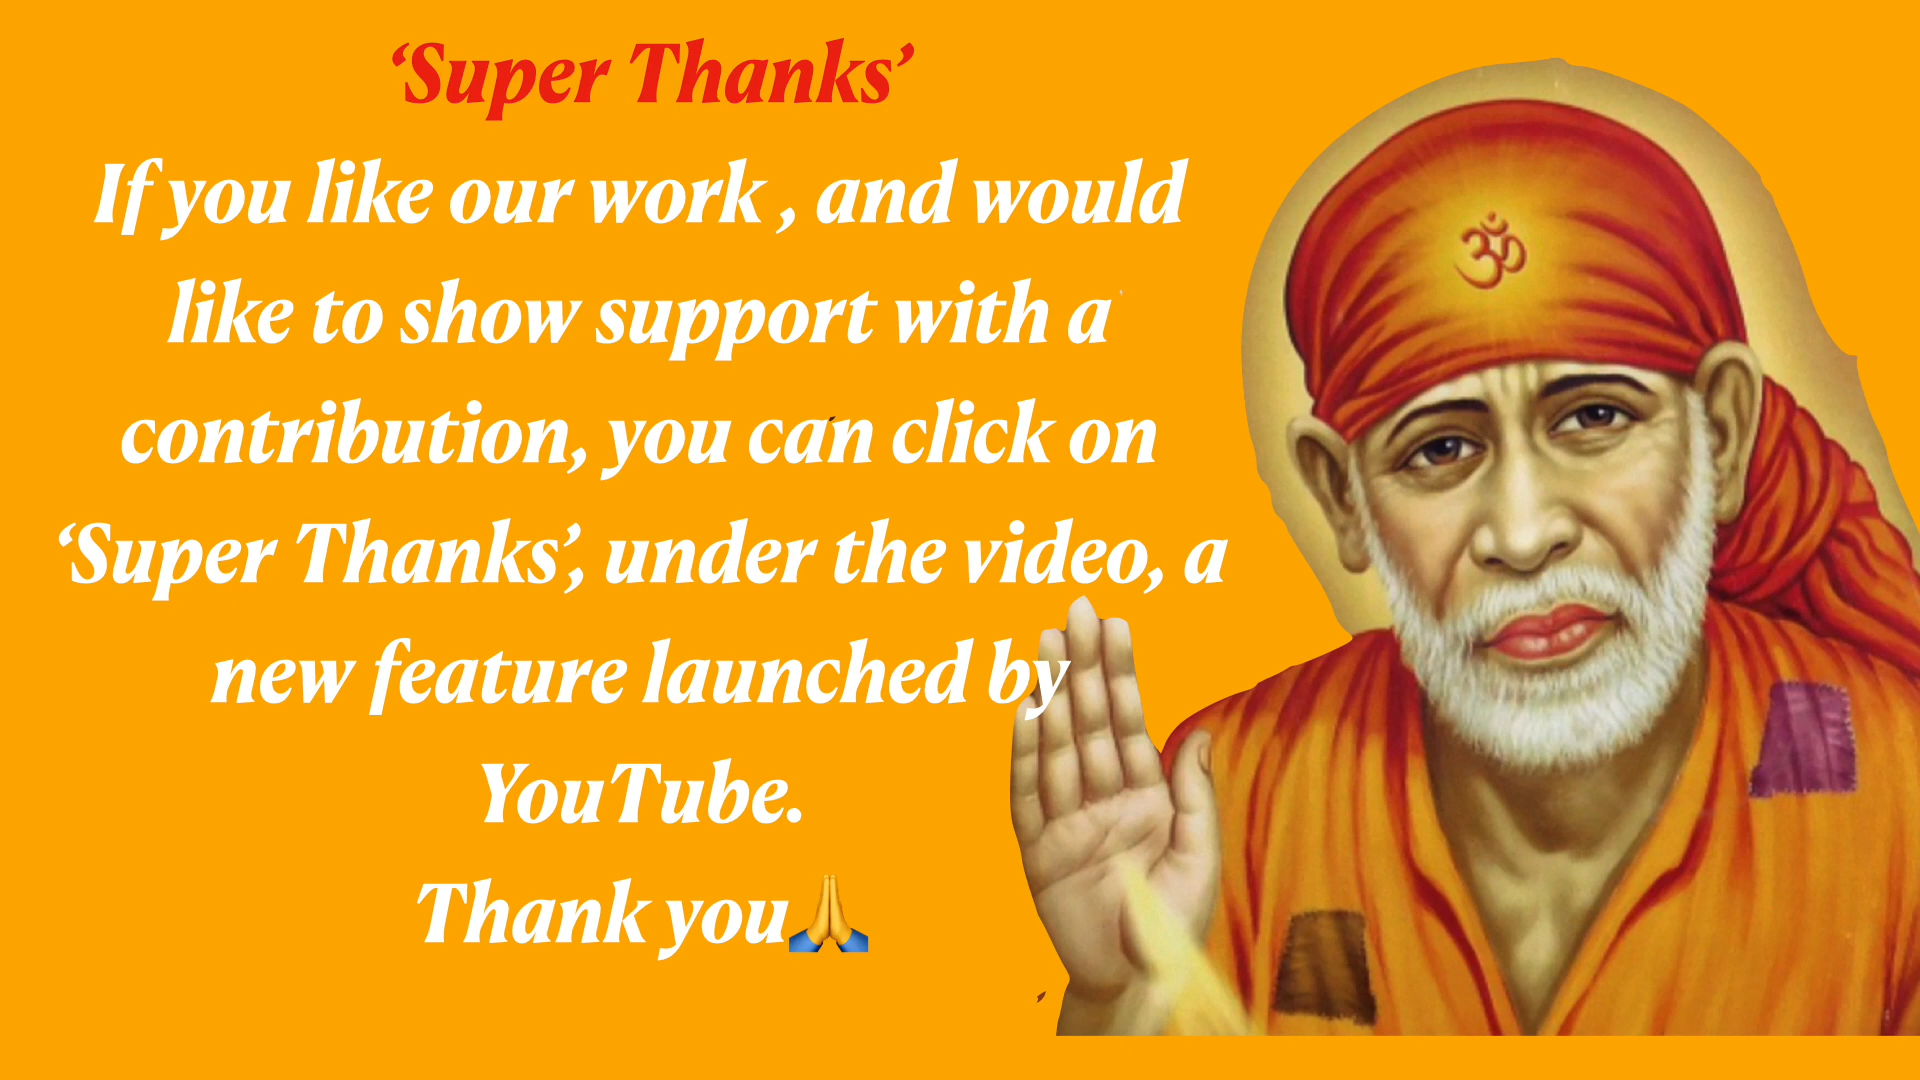 ‘Super Thanks’
If you like our work , and would
like to show support with a
contribution, you can click on
‘Super Thanks’, under the video, a
new feature launched by
YouTube.
Thank you🙏
ॐ